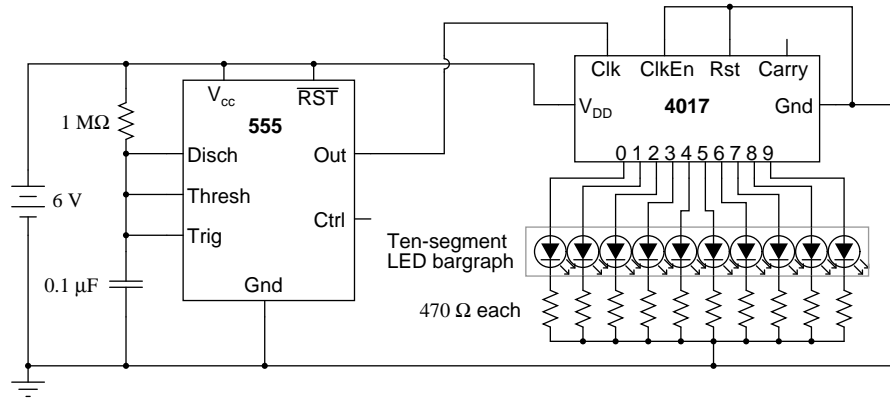 Clk ClkEn Rst Carry
V_DD 4017 Gnd
0 1 2 3 4 5 6 7 8 9
V_cc R̅S̅T̅
1 MΩ 555
Disch Out
Thresh
6 V
Ctrl
Trig
Ten-segment
LED bargraph
Gnd
0.1 μF
470 Ω each